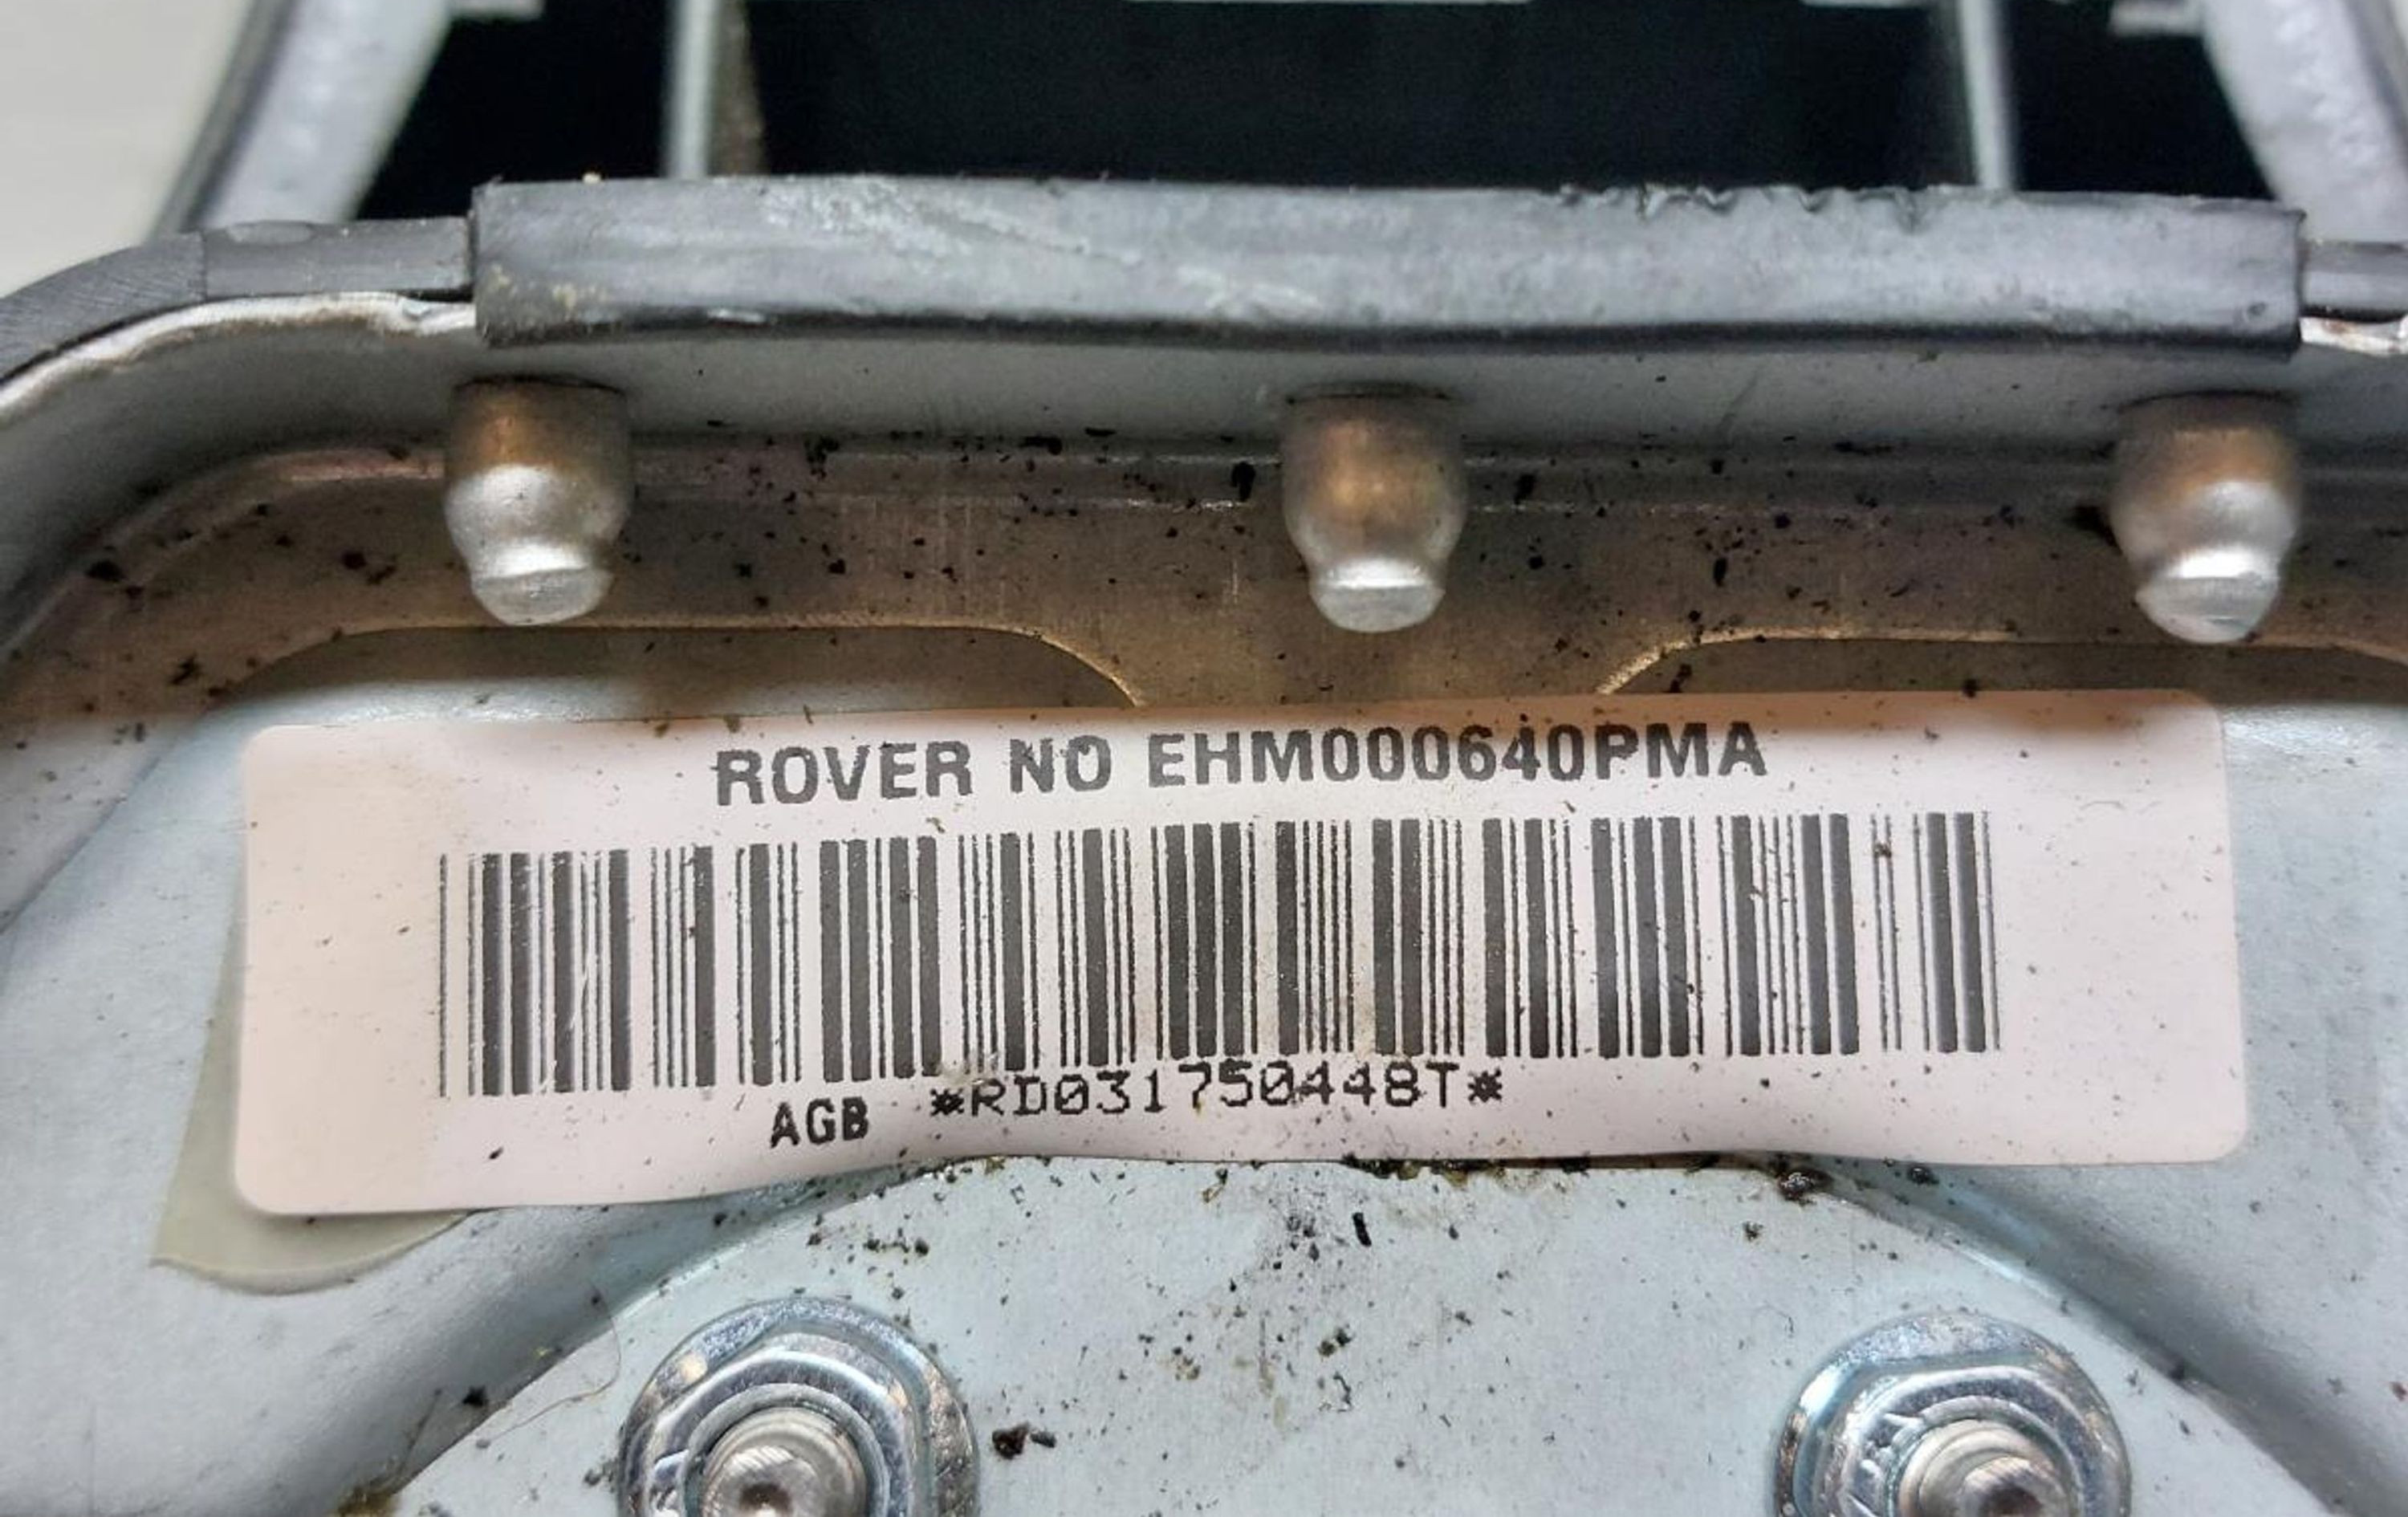 ROVER NO EHM000640PMA
AGB *RD031750448T*